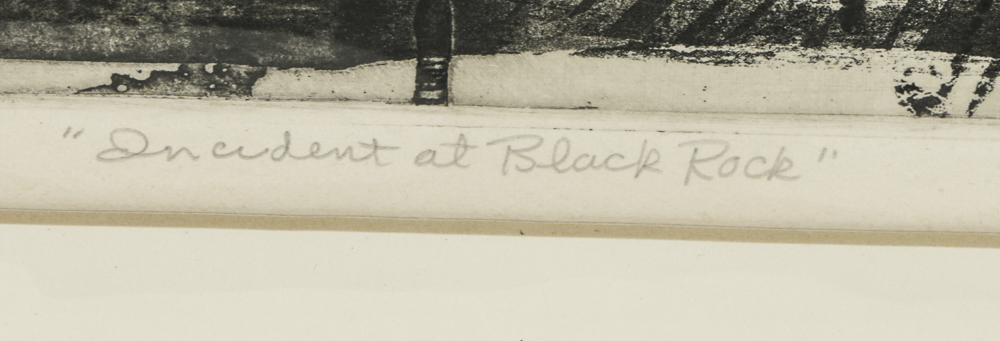 "Incident at Black Rock"